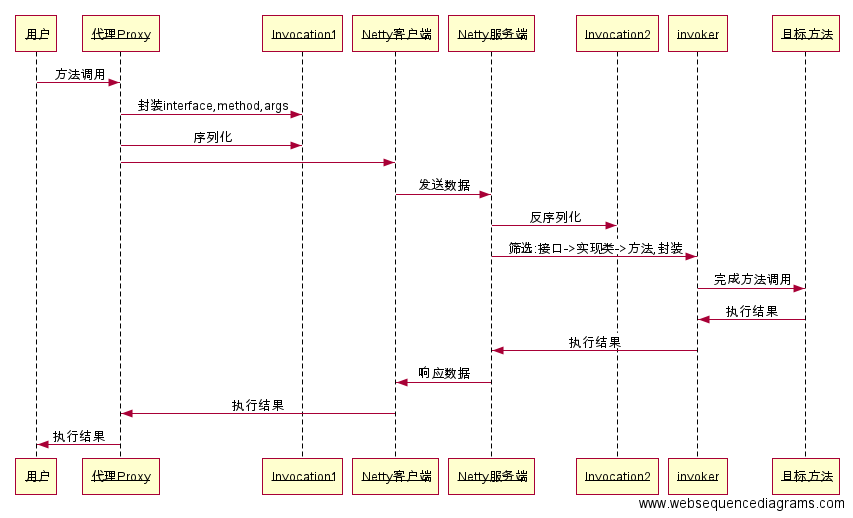 用户 代理Proxy Invocation1 Netty客户端 Netty服务端 Invocation2 invoker 目标方法
方法调用
封装interface,method,args
序列化
发送数据
反序列化
筛选:接口->实现类->方法,封装
完成方法调用
执行结果
执行结果
响应数据
执行结果
执行结果
用户 代理Proxy Invocation1 Netty客户端 Netty服务端 Invocation2 invoker 目标方法
www.websequencediagrams.com